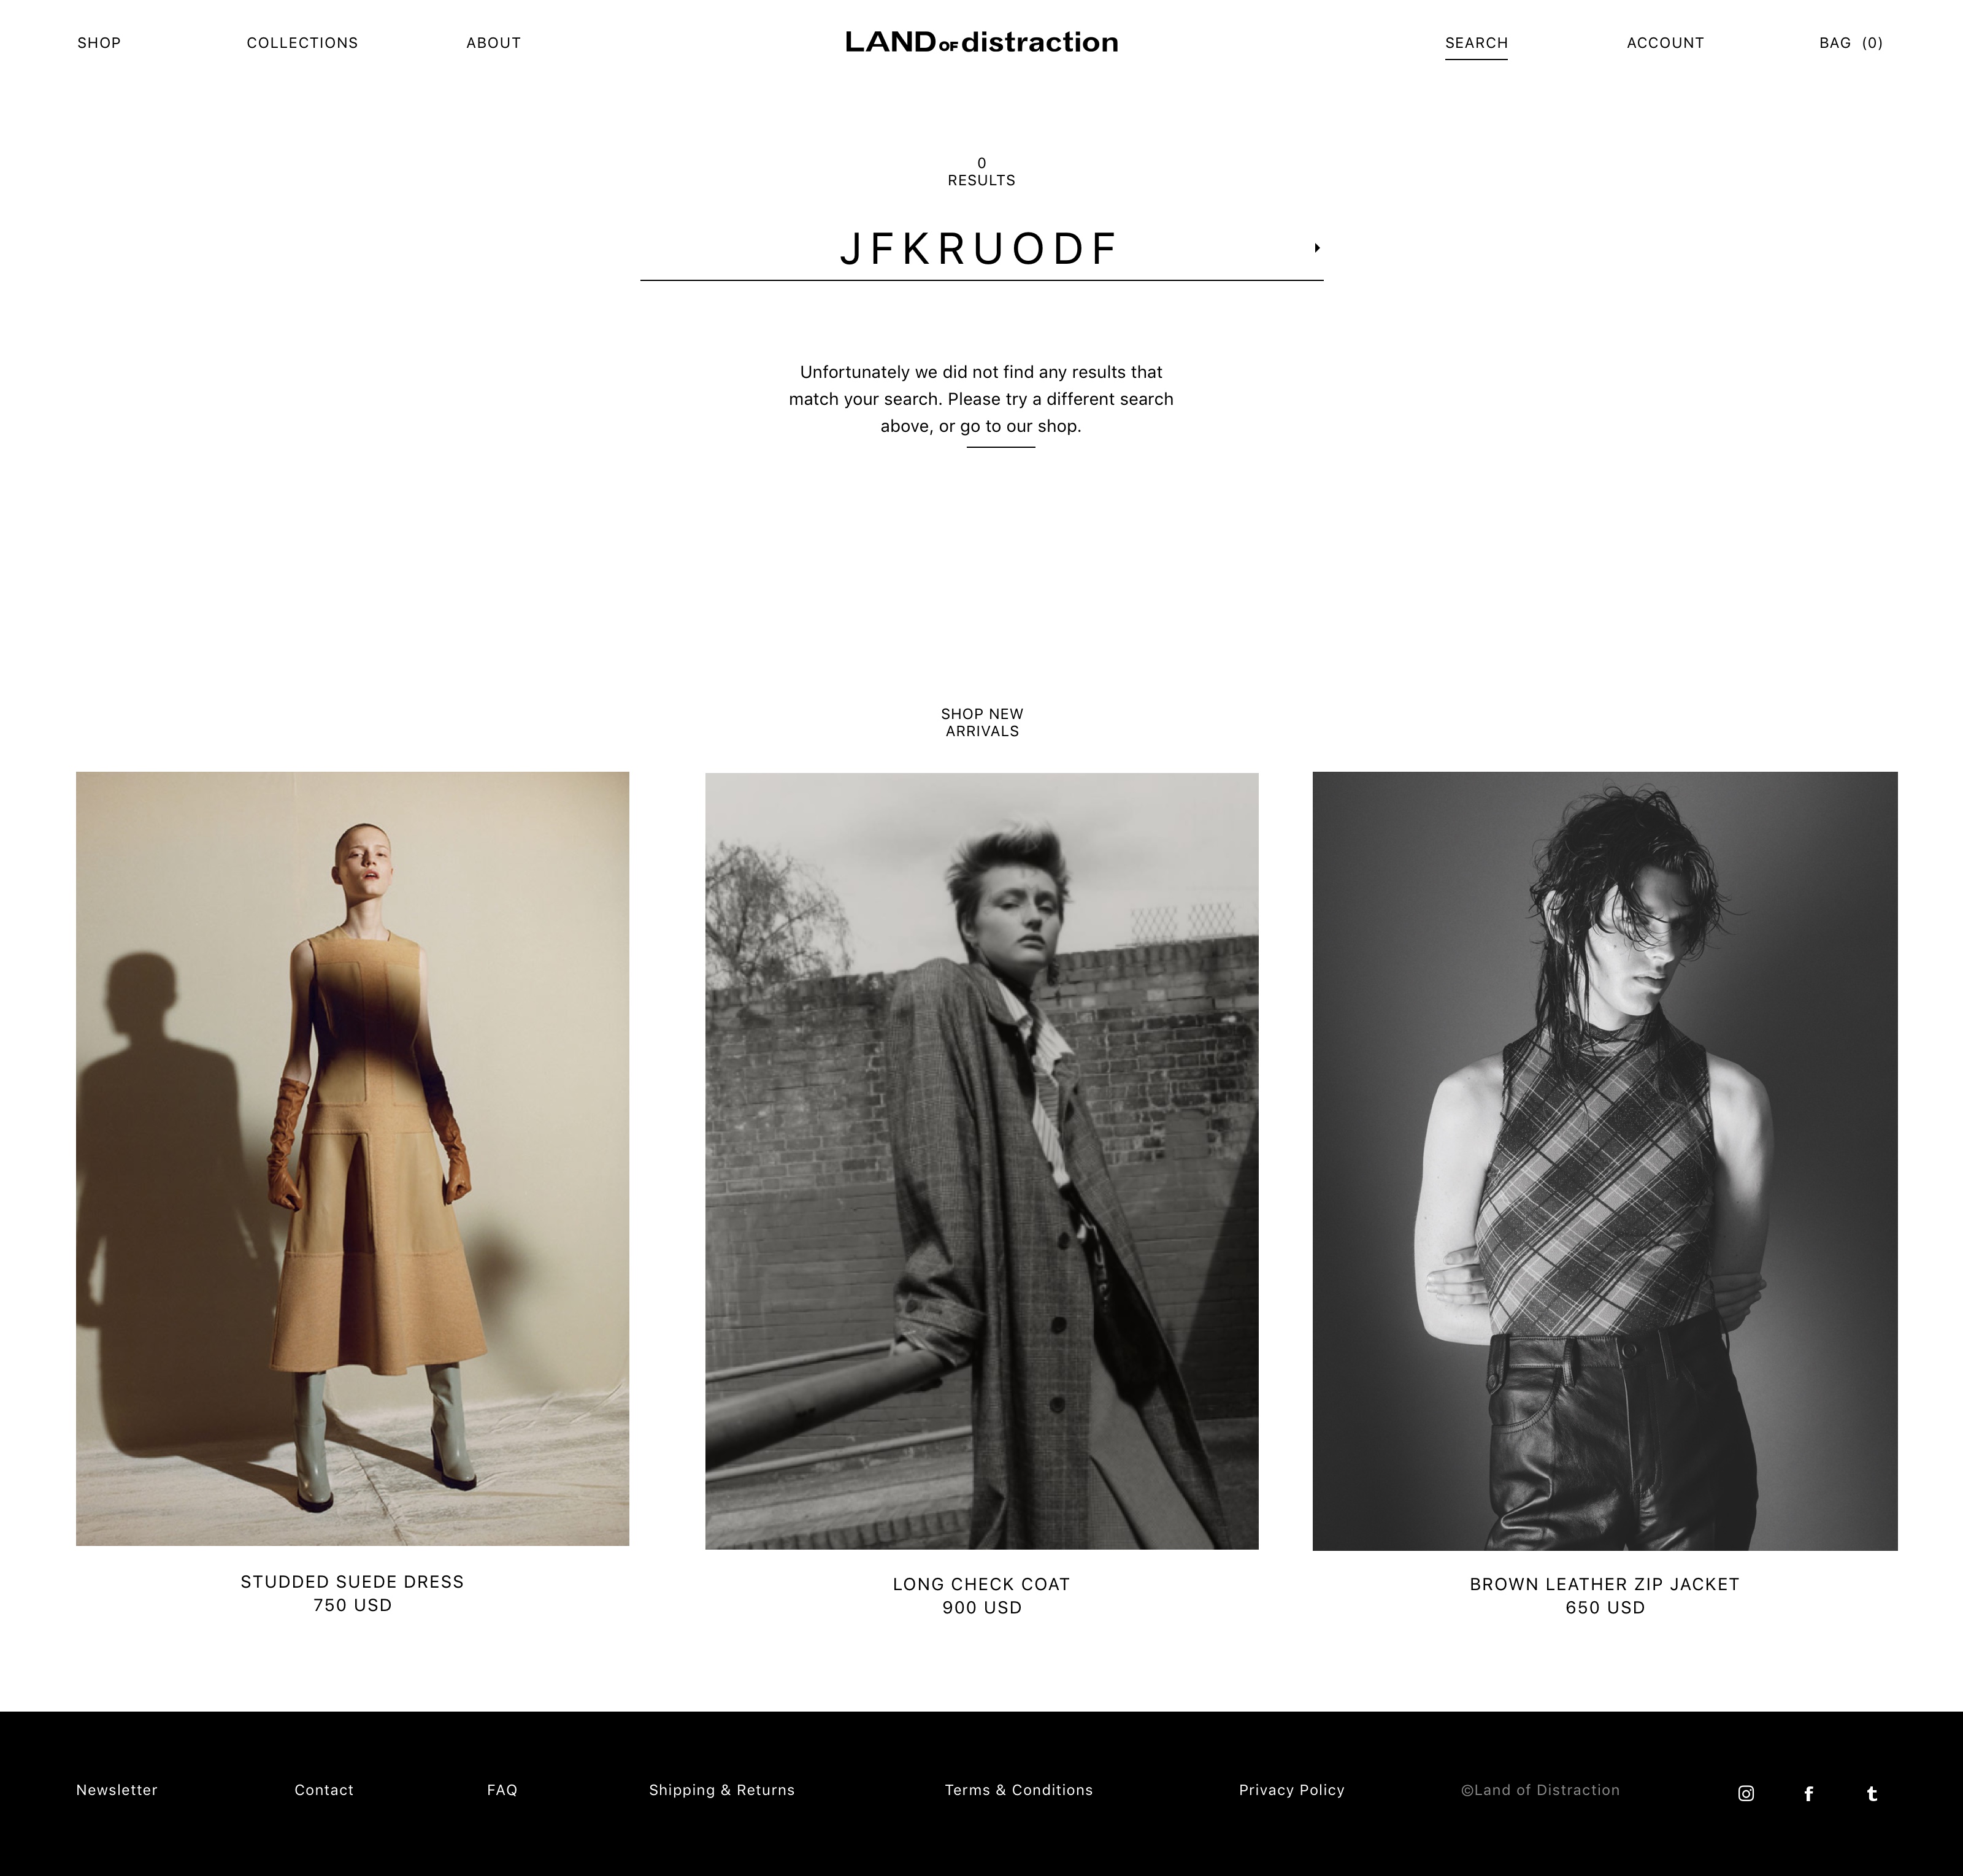 SHOP COLLECTIONS ABOUT LAND OF distraction SEARCH ACCOUNT BAG (0)
0
RESULTS
JFKRUODF
Unfortunately we did not find any results that
match your search. Please try a different search
above, or go to our shop.
SHOP NEW
ARRIVALS
STUDDED SUEDE DRESS
750 USD
LONG CHECK COAT
900 USD
BROWN LEATHER ZIP JACKET
650 USD
Newsletter Contact FAQ Shipping & Returns Terms & Conditions Privacy Policy ©Land of Distraction